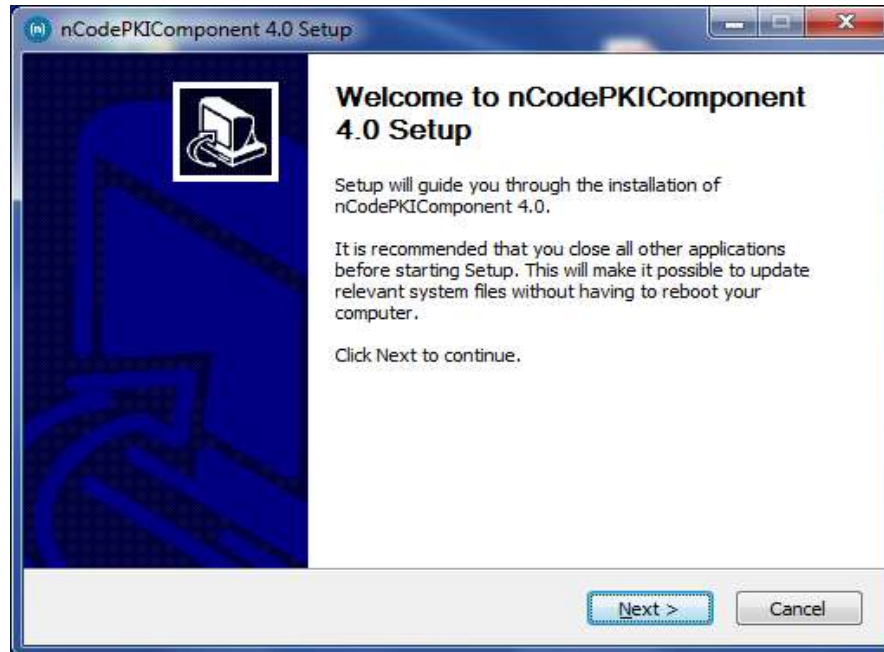 nCodePKIComponent 4.0 Setup
Welcome to nCodePKIComponent
4.0 Setup
Setup will guide you through the installation of
nCodePKIComponent 4.0.
It is recommended that you close all other applications
before starting Setup. This will make it possible to update
relevant system files without having to reboot your
computer.
Click Next to continue.
Next >
Cancel